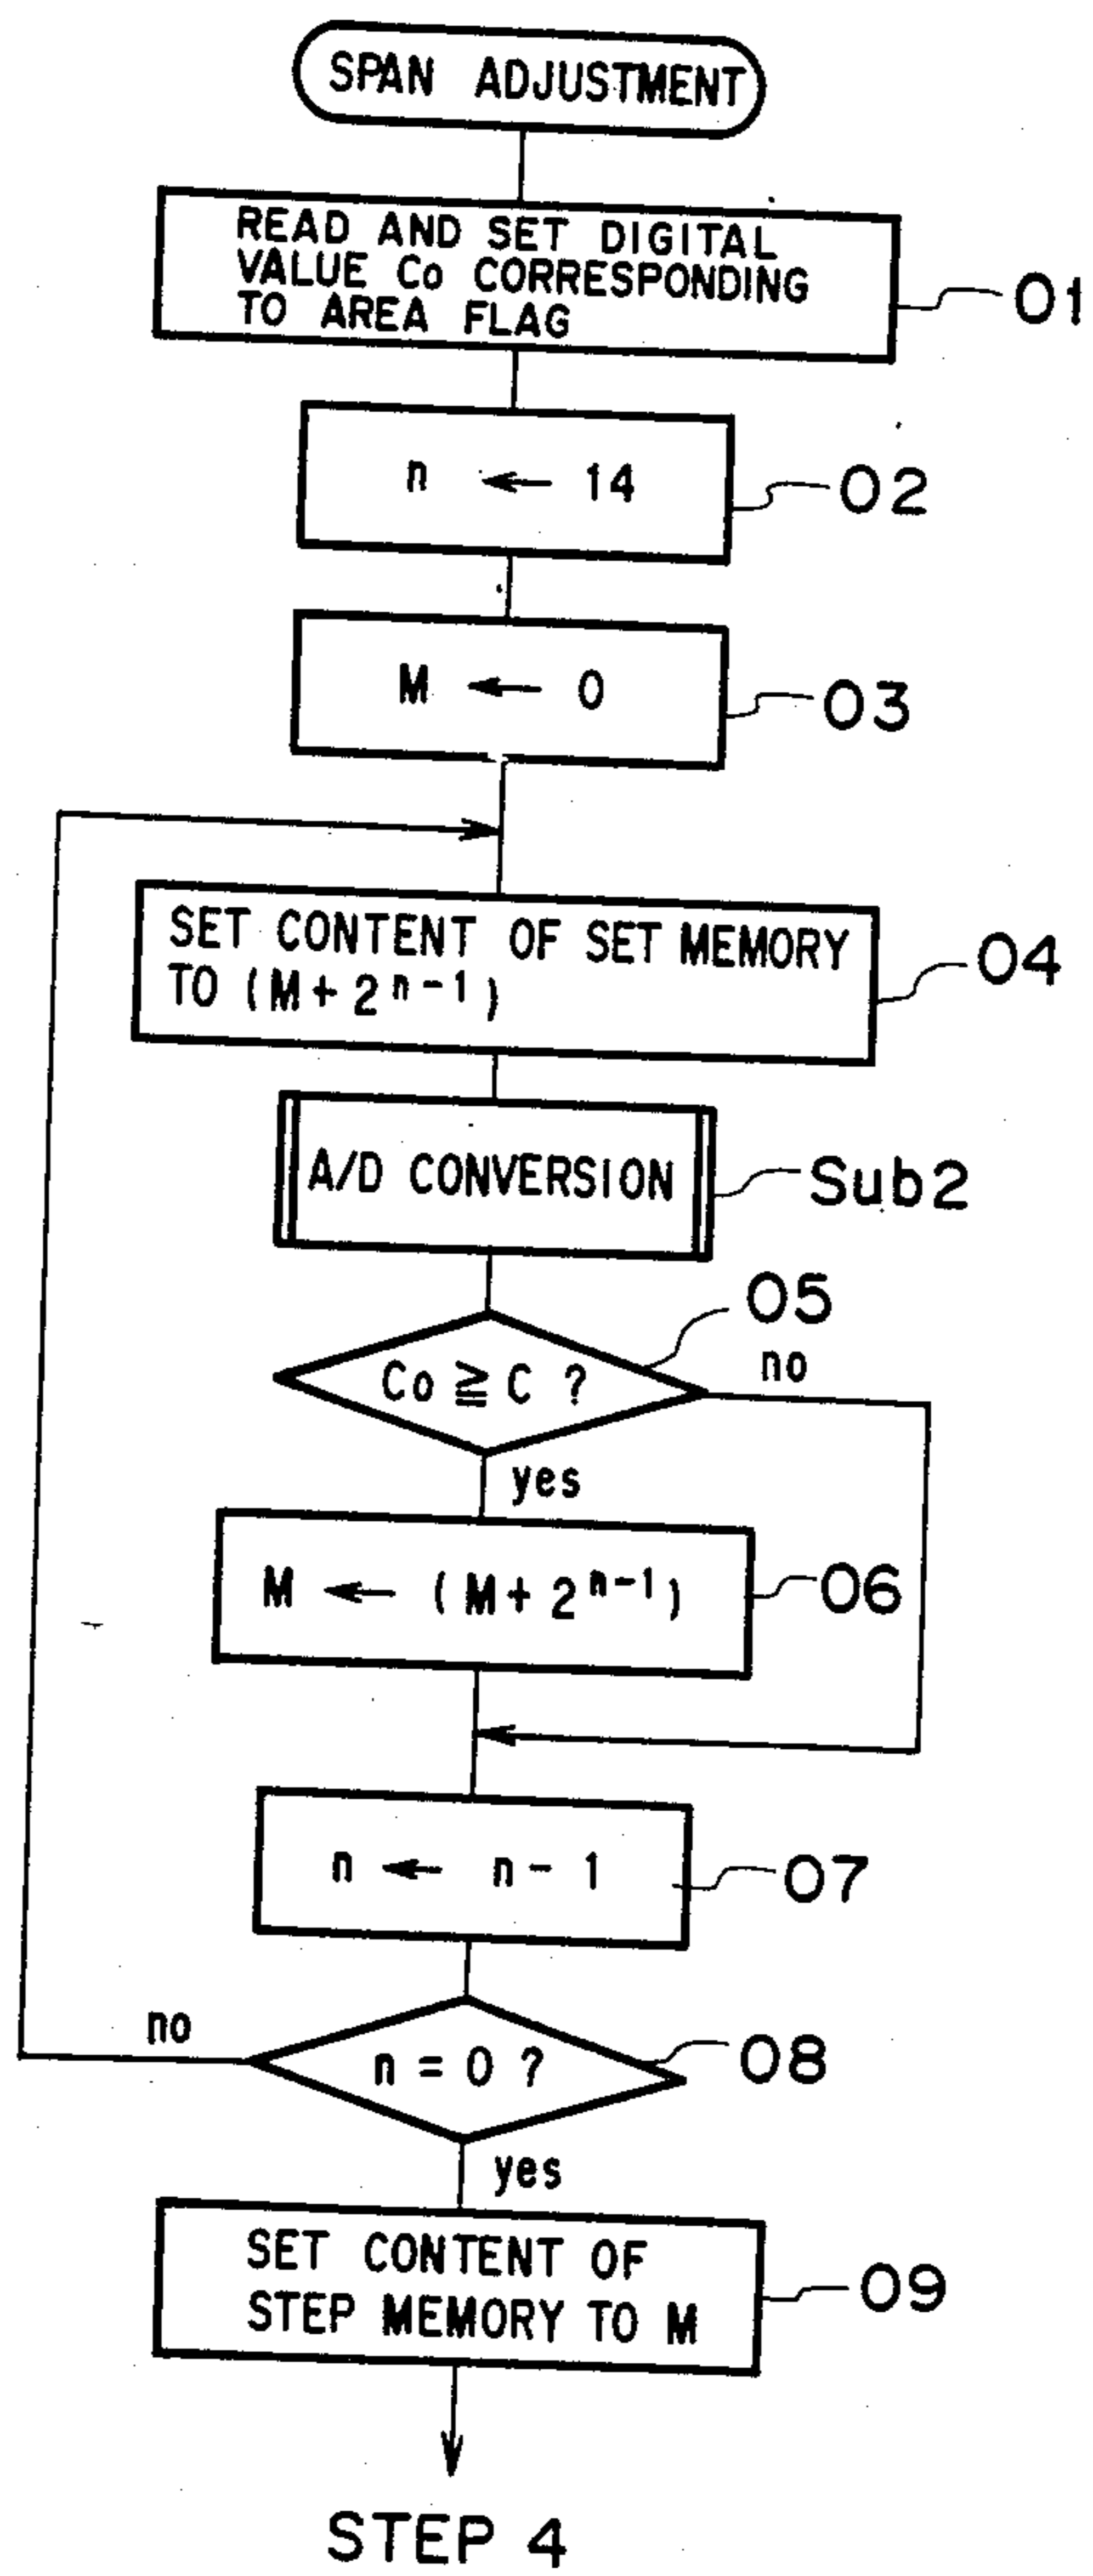 SPAN ADJUSTMENT
READ AND SET DIGITAL
VALUE Co CORRESPONDING
TO AREA FLAG
01
n ← 14
02
M ← 0
03
SET CONTENT OF SET MEMORY
TO (M + 2ⁿ⁻¹)
04
A/D CONVERSION
Sub2
05
Co ≧ C ?
no
yes
M ← (M + 2ⁿ⁻¹)
06
n ← n - 1
07
no
n = 0 ?
08
yes
SET CONTENT OF
STEP MEMORY TO M
09
STEP 4